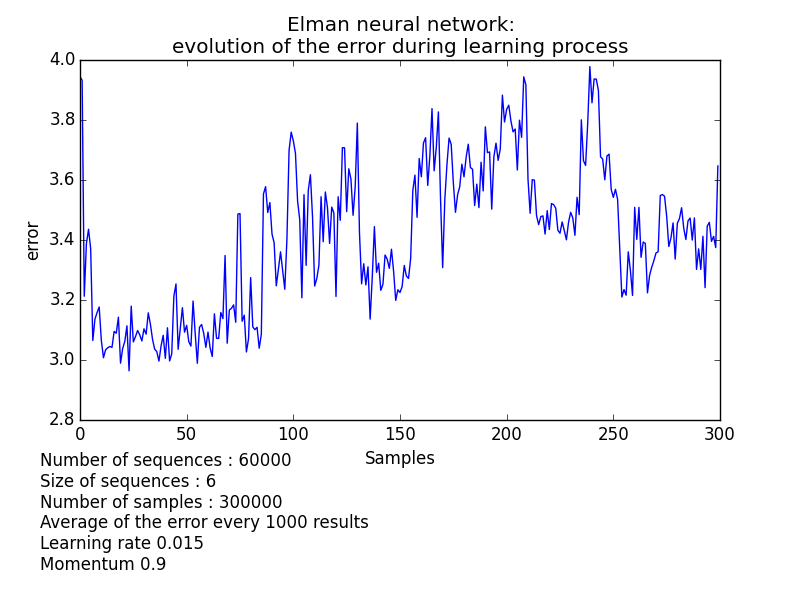 Elman neural network:
evolution of the error during learning process
4.0
3.8
3.6
3.4
3.2
3.0
2.8
error
0 50 100 150 200 250 300
Samples
Number of sequences : 60000
Size of sequences : 6
Number of samples : 300000
Average of the error every 1000 results
Learning rate 0.015
Momentum 0.9